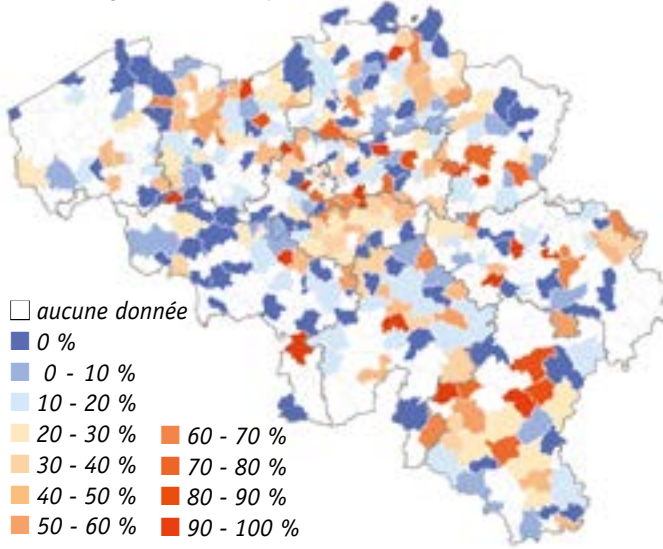 aucune donnée
0 %
0 - 10 %
10 - 20 %
20 - 30 %
30 - 40 %
40 - 50 %
50 - 60 %
60 - 70 %
70 - 80 %
80 - 90 %
90 - 100 %